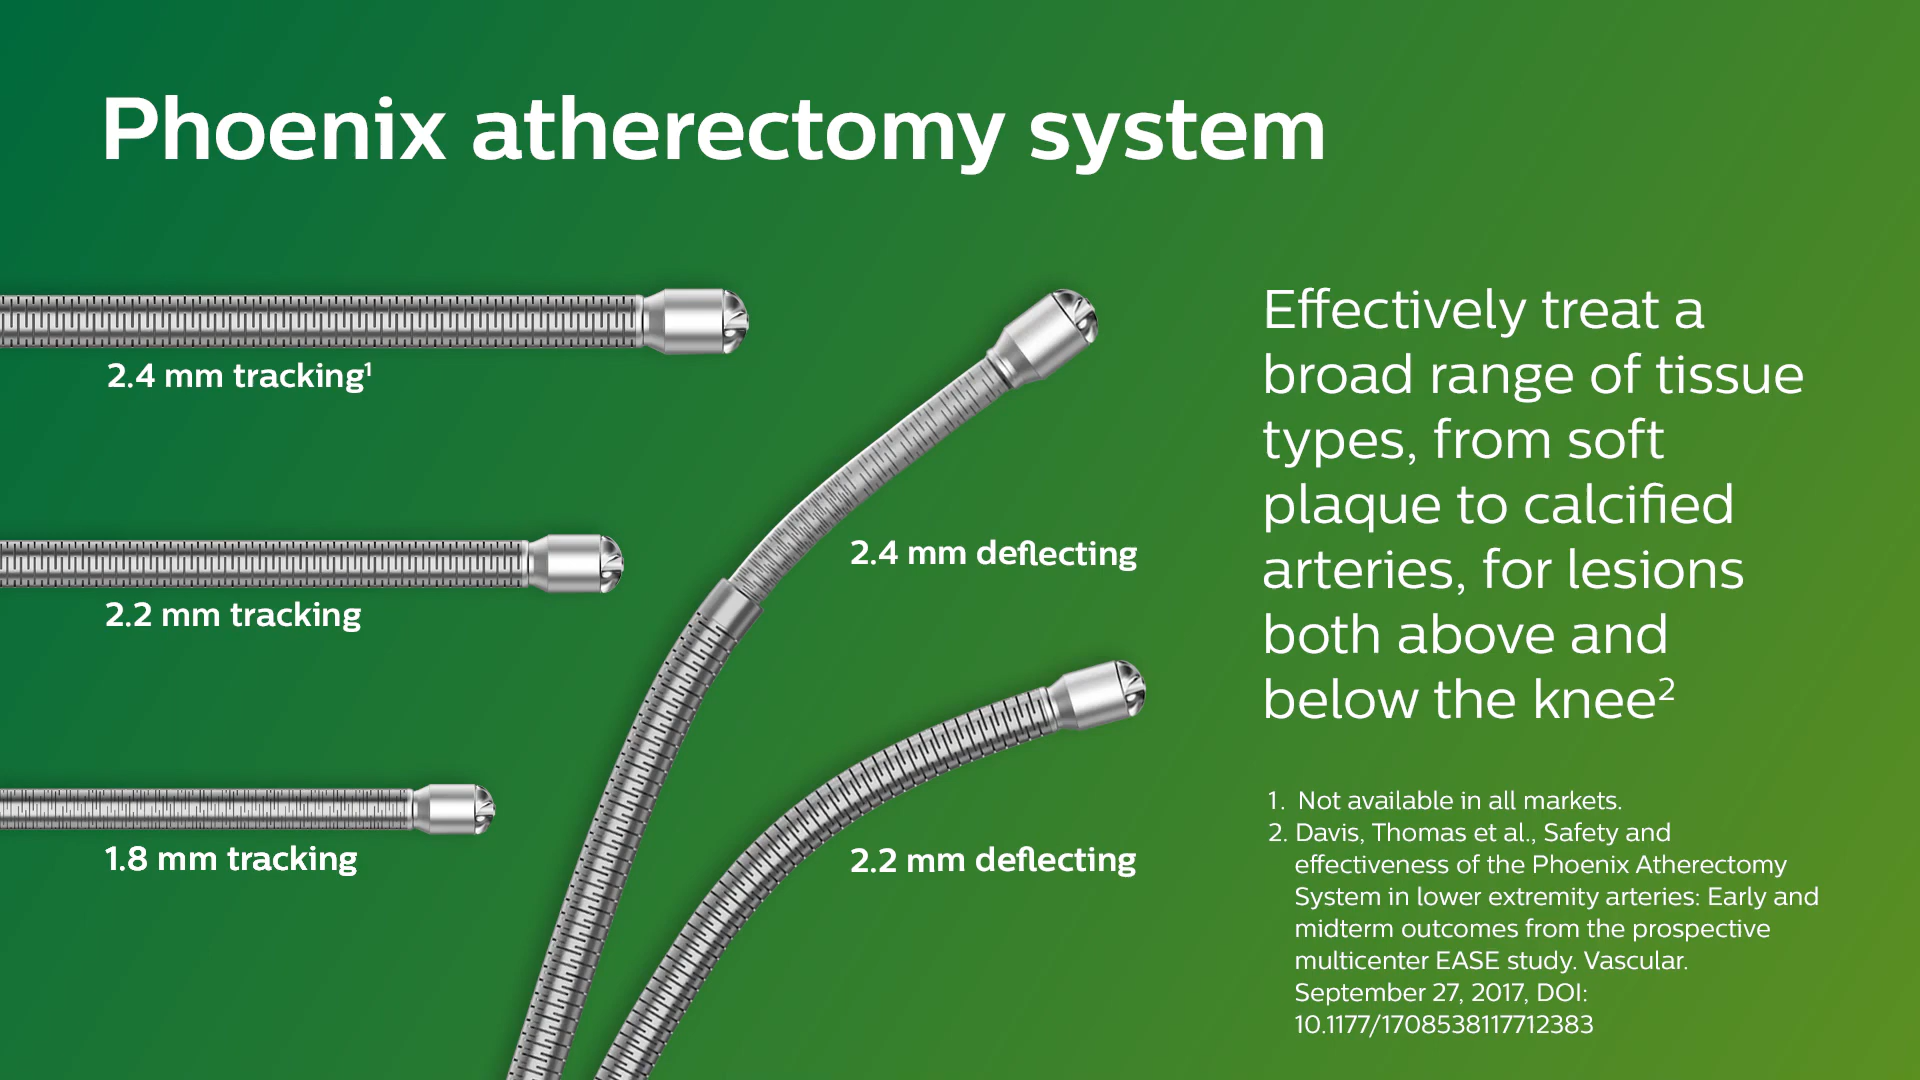 Phoenix atherectomy system
2.4 mm tracking¹
2.2 mm tracking
1.8 mm tracking
2.4 mm deflecting
2.2 mm deflecting
Effectively treat a
broad range of tissue
types, from soft
plaque to calcified
arteries, for lesions
both above and
below the knee²
1. Not available in all markets.
2. Davis, Thomas et al., Safety and
effectiveness of the Phoenix Atherectomy
System in lower extremity arteries: Early and
midterm outcomes from the prospective
multicenter EASE study. Vascular.
September 27, 2017, DOI:
10.1177/1708538117712383